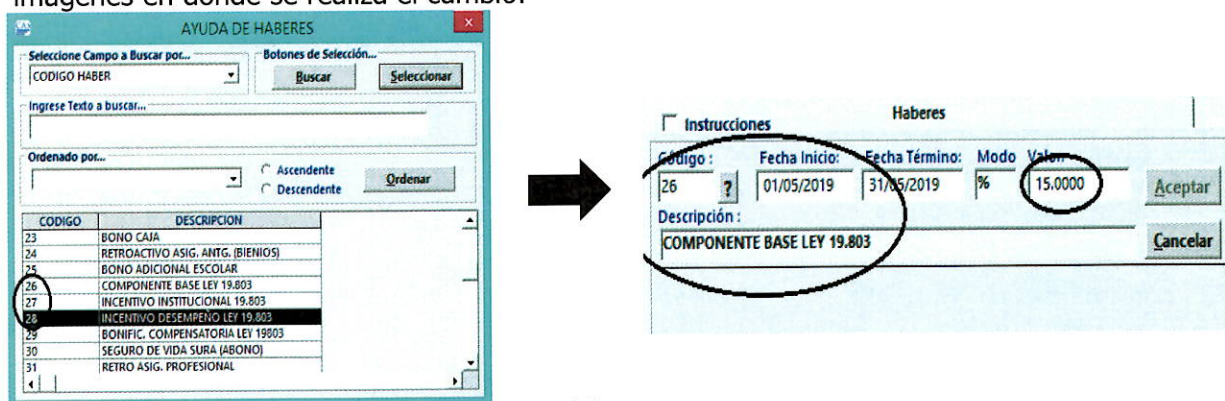 imágenes en donde se realiza el cambio:
AYUDA DE HABERES
Seleccione Campo a Buscar por...
Botones de Selección...
CODIGO HABER
Buscar
Seleccionar
Ingrese Texto a buscar...
Ordenado por...
Ascendente
Descendente
Ordenar
CODIGO DESCRIPCION
23 BONO CAJA
24 RETROACTIVO ASIG. ANTG. (BIENIOS)
25 BONO ADICIONAL ESCOLAR
26 COMPONENTE BASE LEY 19.803
27 INCENTIVO INSTITUCIONAL 19.803
28 INCENTIVO DESEMPEÑO LEY 19.803
29 BONIFIC. COMPENSATORIA LEY 19803
30 SEGURO DE VIDA SURA (ABONO)
31 RETRO ASIG. PROFESIONAL
Instrucciones
Haberes
Código : Fecha Inicio: Fecha Término: Modo Valor
26 ? 01/05/2019 31/05/2019 % 15.0000
Aceptar
Descripción :
COMPONENTE BASE LEY 19.803
Cancelar